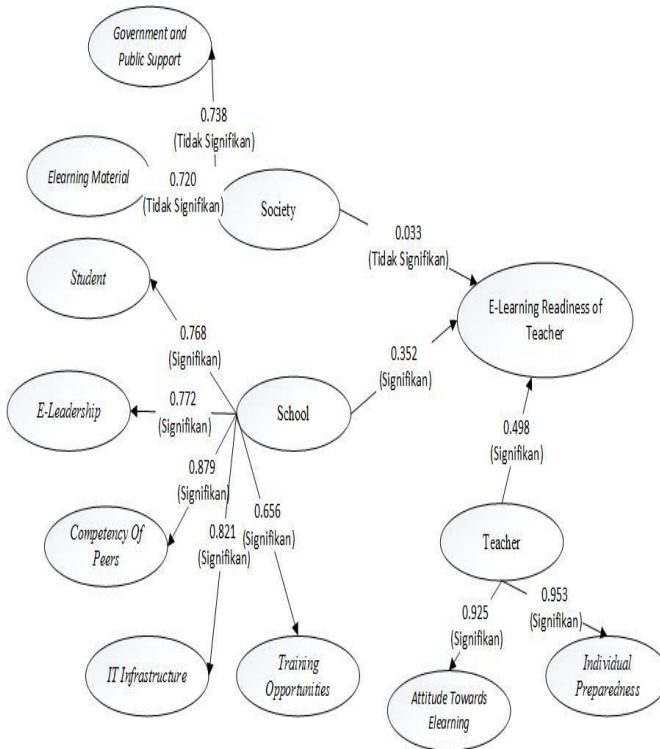 Government and
Public Support
0.738
(Tidak Signifikan)
Elearning Material
0.720
(Tidak Signifikan)
Society
0.033
(Tidak Signifikan)
Student
E-Learning Readiness of
Teacher
0.768
(Signifikan)
0.352
(Signifikan)
E-Leadership
0.772
(Signifikan)
School
0.498
(Signifikan)
0.879
(Signifikan)
Competency Of
Peers
0.821
(Signifikan)
0.656
(Signifikan)
Teacher
0.925
(Signifikan)
0.953
(Signifikan)
IT Infrastructure
Training
Opportunities
Attitude Towards
Elearning
Individual
Preparedness